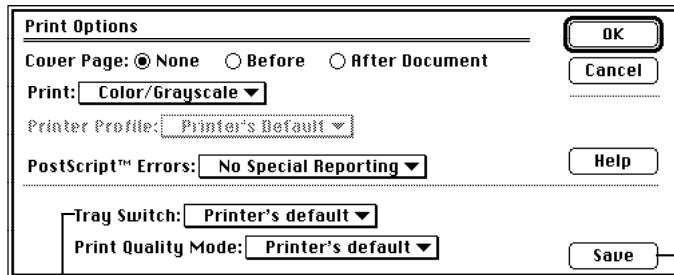 Print Options
OK
Cover Page: None Before After Document
Cancel
Print: Color/Grayscale
Printer Profile: Printer's Default
PostScript™ Errors: No Special Reporting
Help
Tray Switch: Printer's default
Print Quality Mode: Printer's default
Save